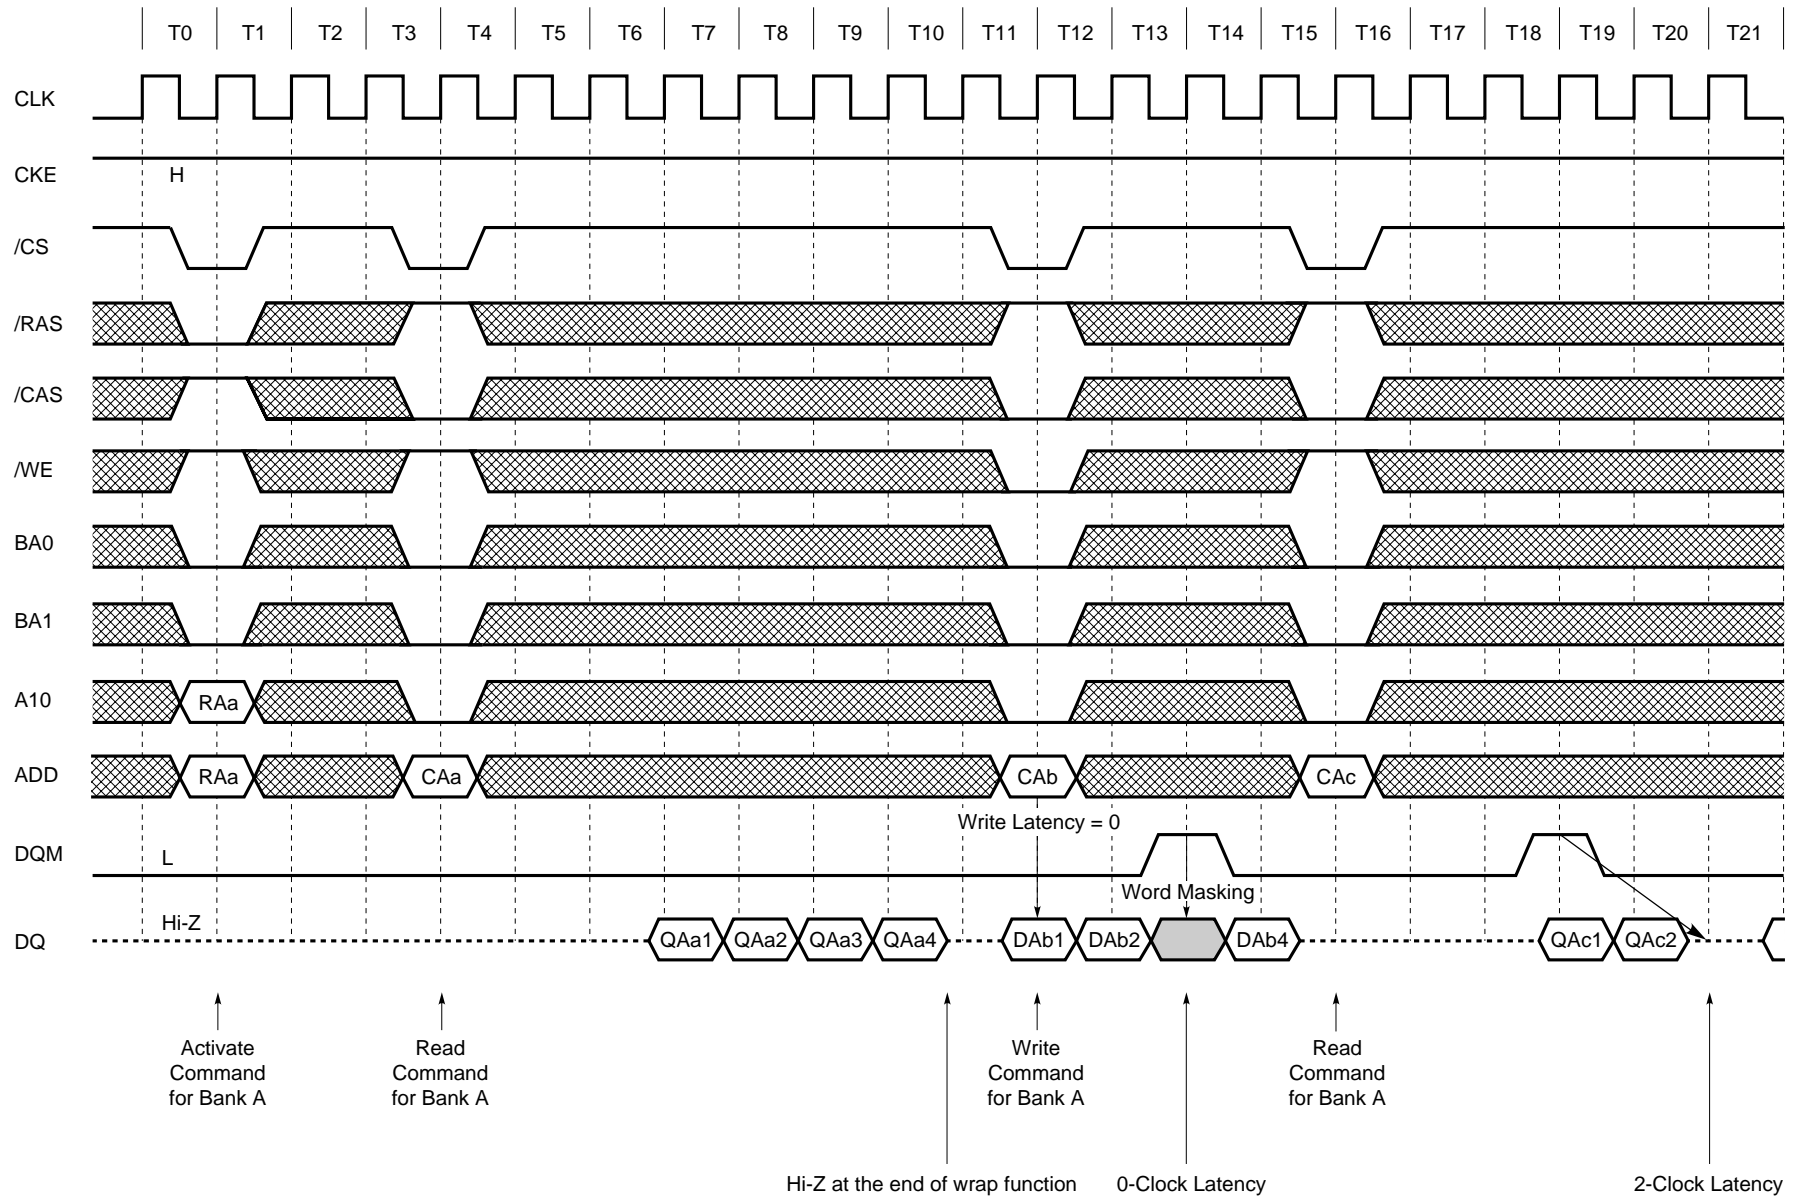 T0 T1 T2 T3 T4 T5 T6 T7 T8 T9 T10 T11 T12 T13 T14 T15 T16 T17 T18 T19 T20 T21
CLK
CKE
H
/CS
/RAS
/CAS
/WE
BA0
BA1
A10
RAa
ADD
RAa CAa CAb CAc
Write Latency = 0
DQM
L
Word Masking
Hi-Z
DQ
QAa1 QAa2 QAa3 QAa4 DAb1 DAb2 DAb4 QAc1 QAc2
Activate
Command
for Bank A
Read
Command
for Bank A
Write
Command
for Bank A
Read
Command
for Bank A
Hi-Z at the end of wrap function
0-Clock Latency
2-Clock Latency